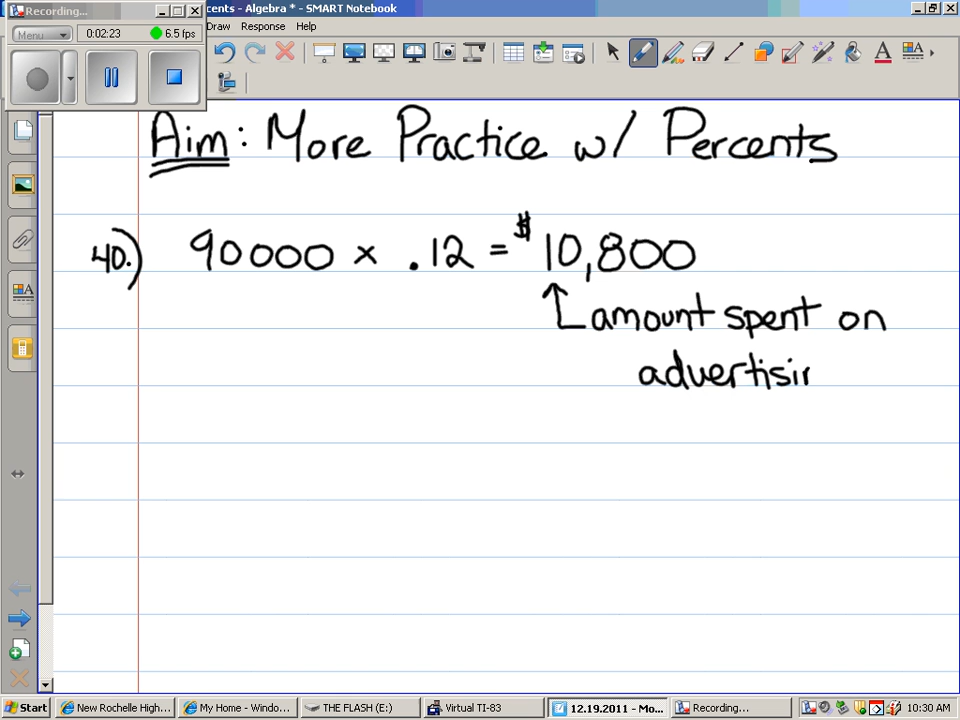 Recording...
ercents - Algebra * - SMART Notebook
Menu
0:02:23
6.5 fps
Draw Response Help
Aim: More Practice w/ Percents
40.) 90000 x .12 = $10,800
amount spent on
advertisin
Start
New Rochelle High...
My Home - Windo...
THE FLASH (E:)
Virtual TI-83
12.19.2011 - Mo...
Recording...
10:30 AM